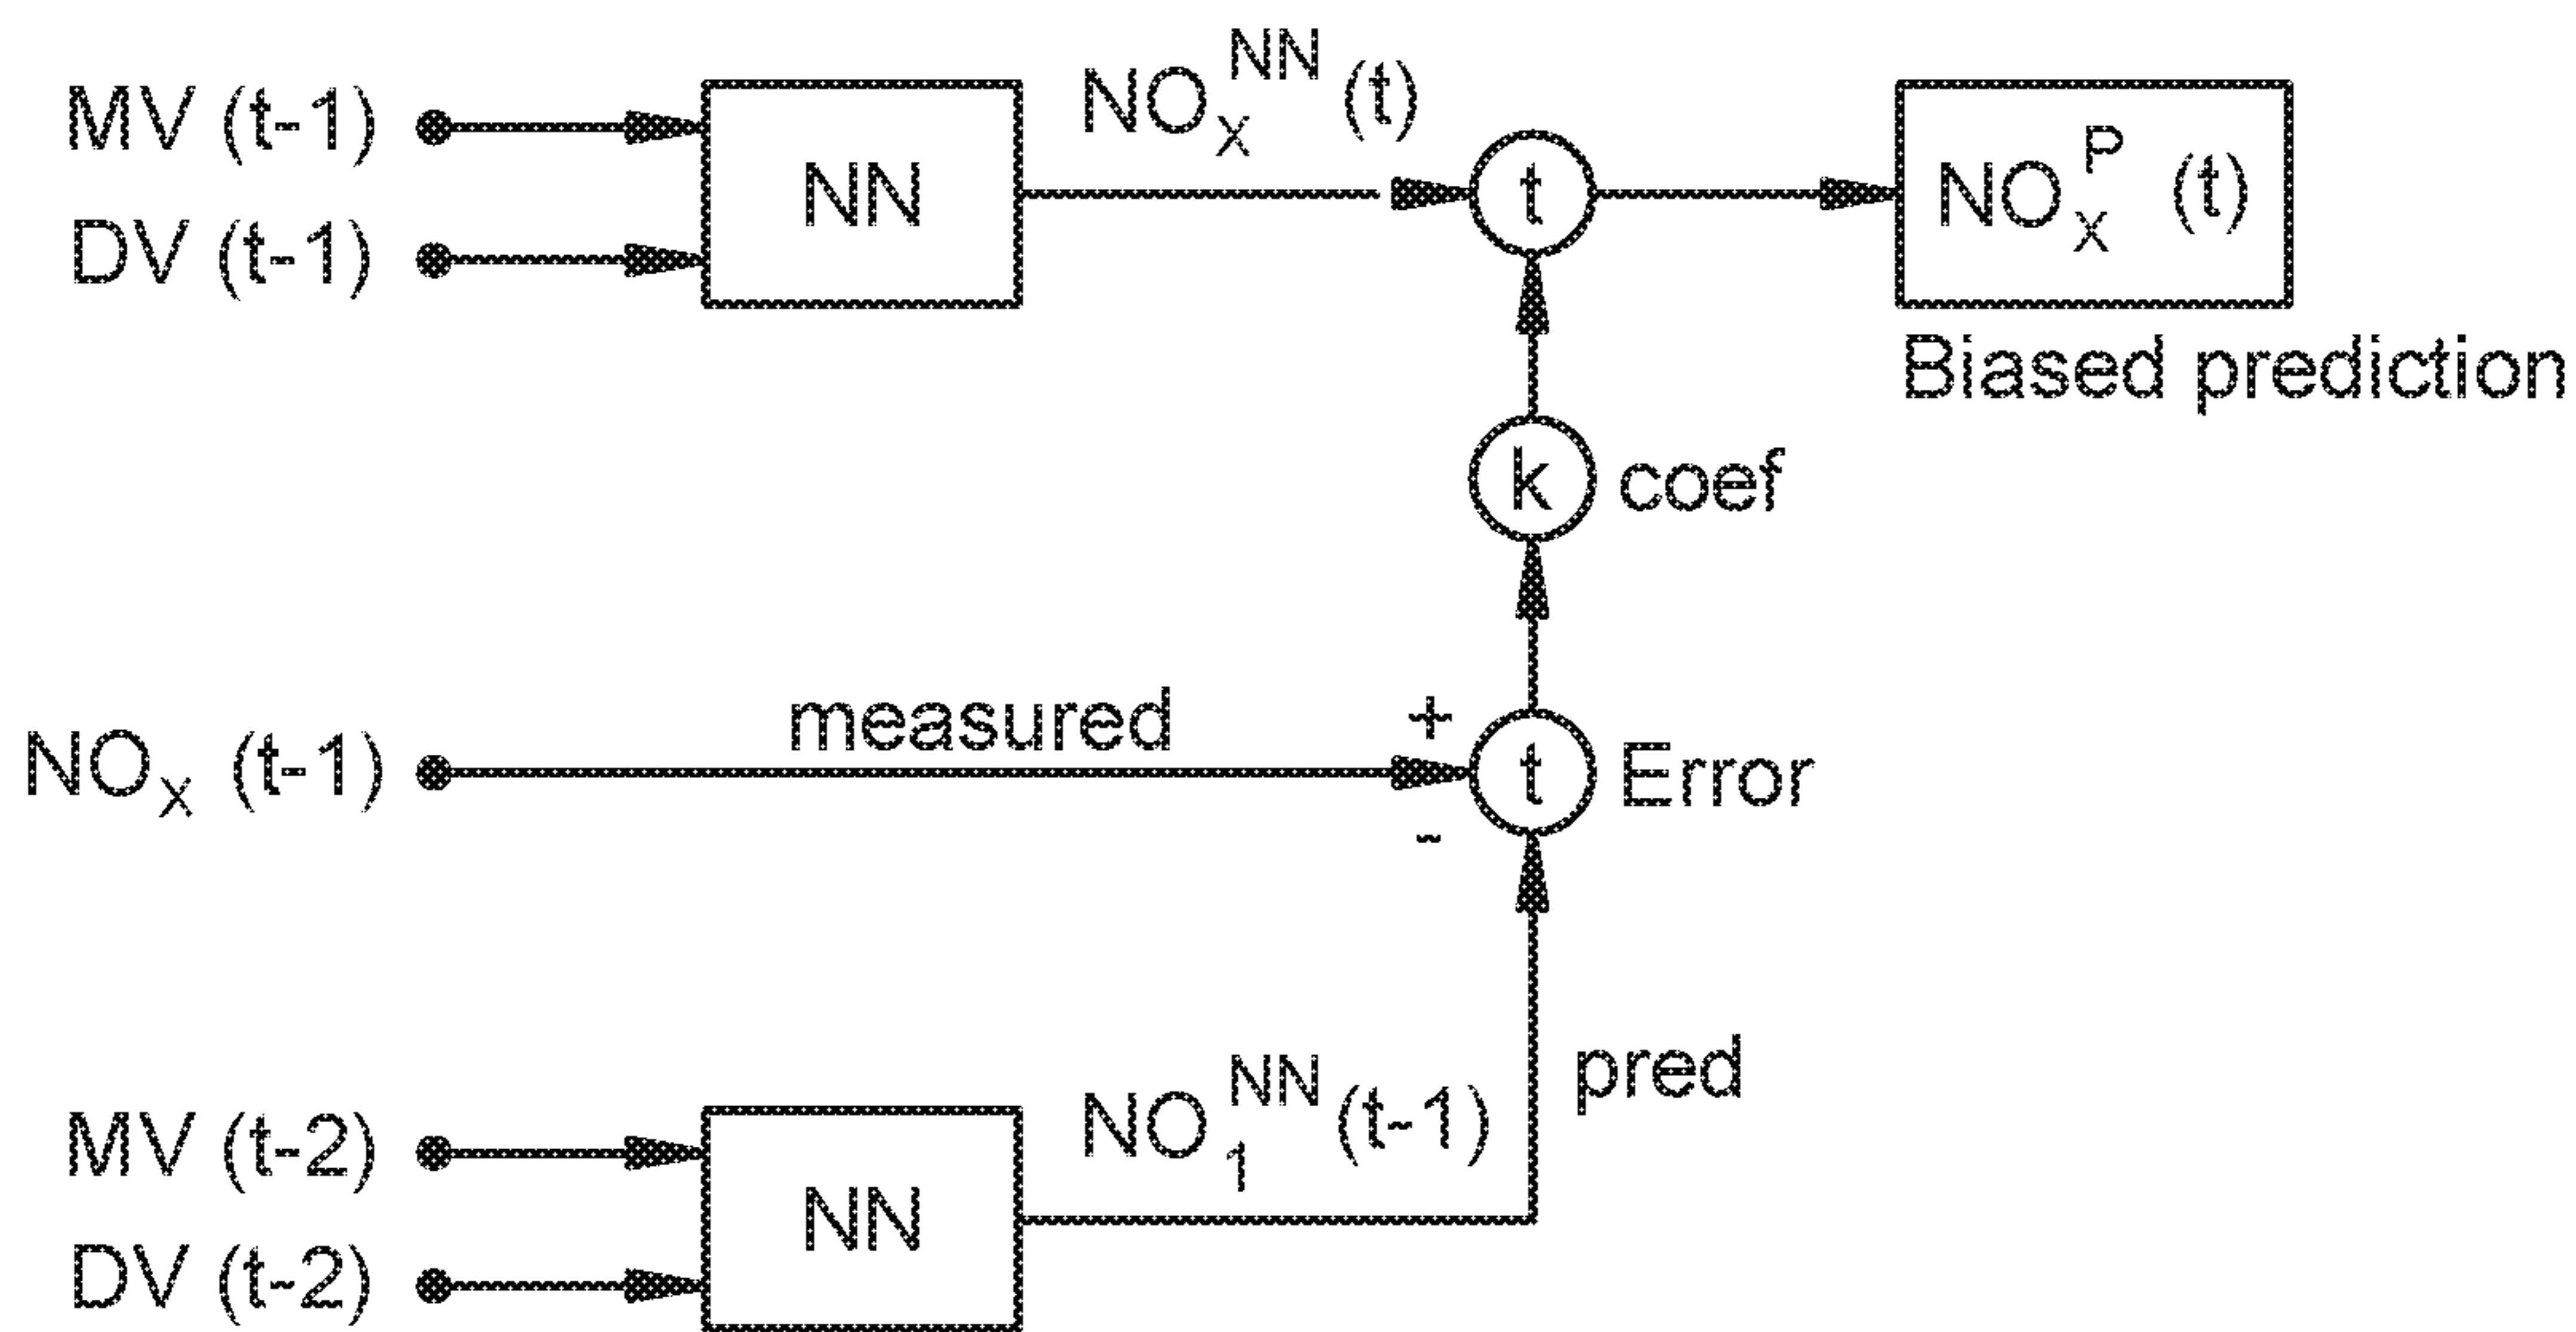 MV (t-1)
DV (t-1)
NN
NO_X^NN (t)
t
NO_X^P (t)
Biased prediction
k coef
NO_X (t-1)
measured
+
-
t Error
MV (t-2)
DV (t-2)
NN
NO_1^NN (t-1)
pred